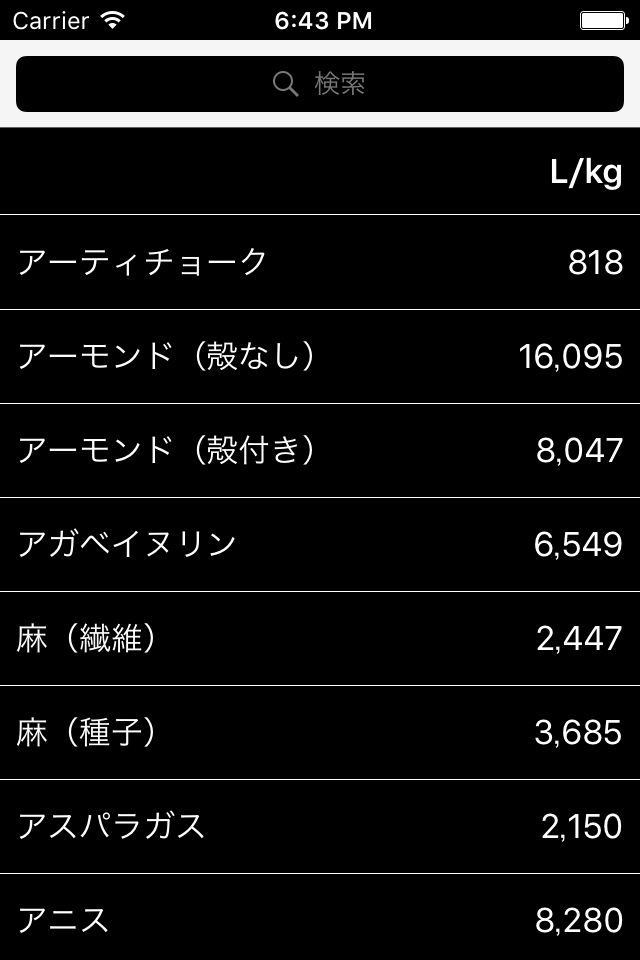 Carrier 6:43 PM
検索
L/kg
アーティチョーク 818
アーモンド（殻なし） 16,095
アーモンド（殻付き） 8,047
アガベイヌリン 6,549
麻（繊維） 2,447
麻（種子） 3,685
アスパラガス 2,150
アニス 8,280